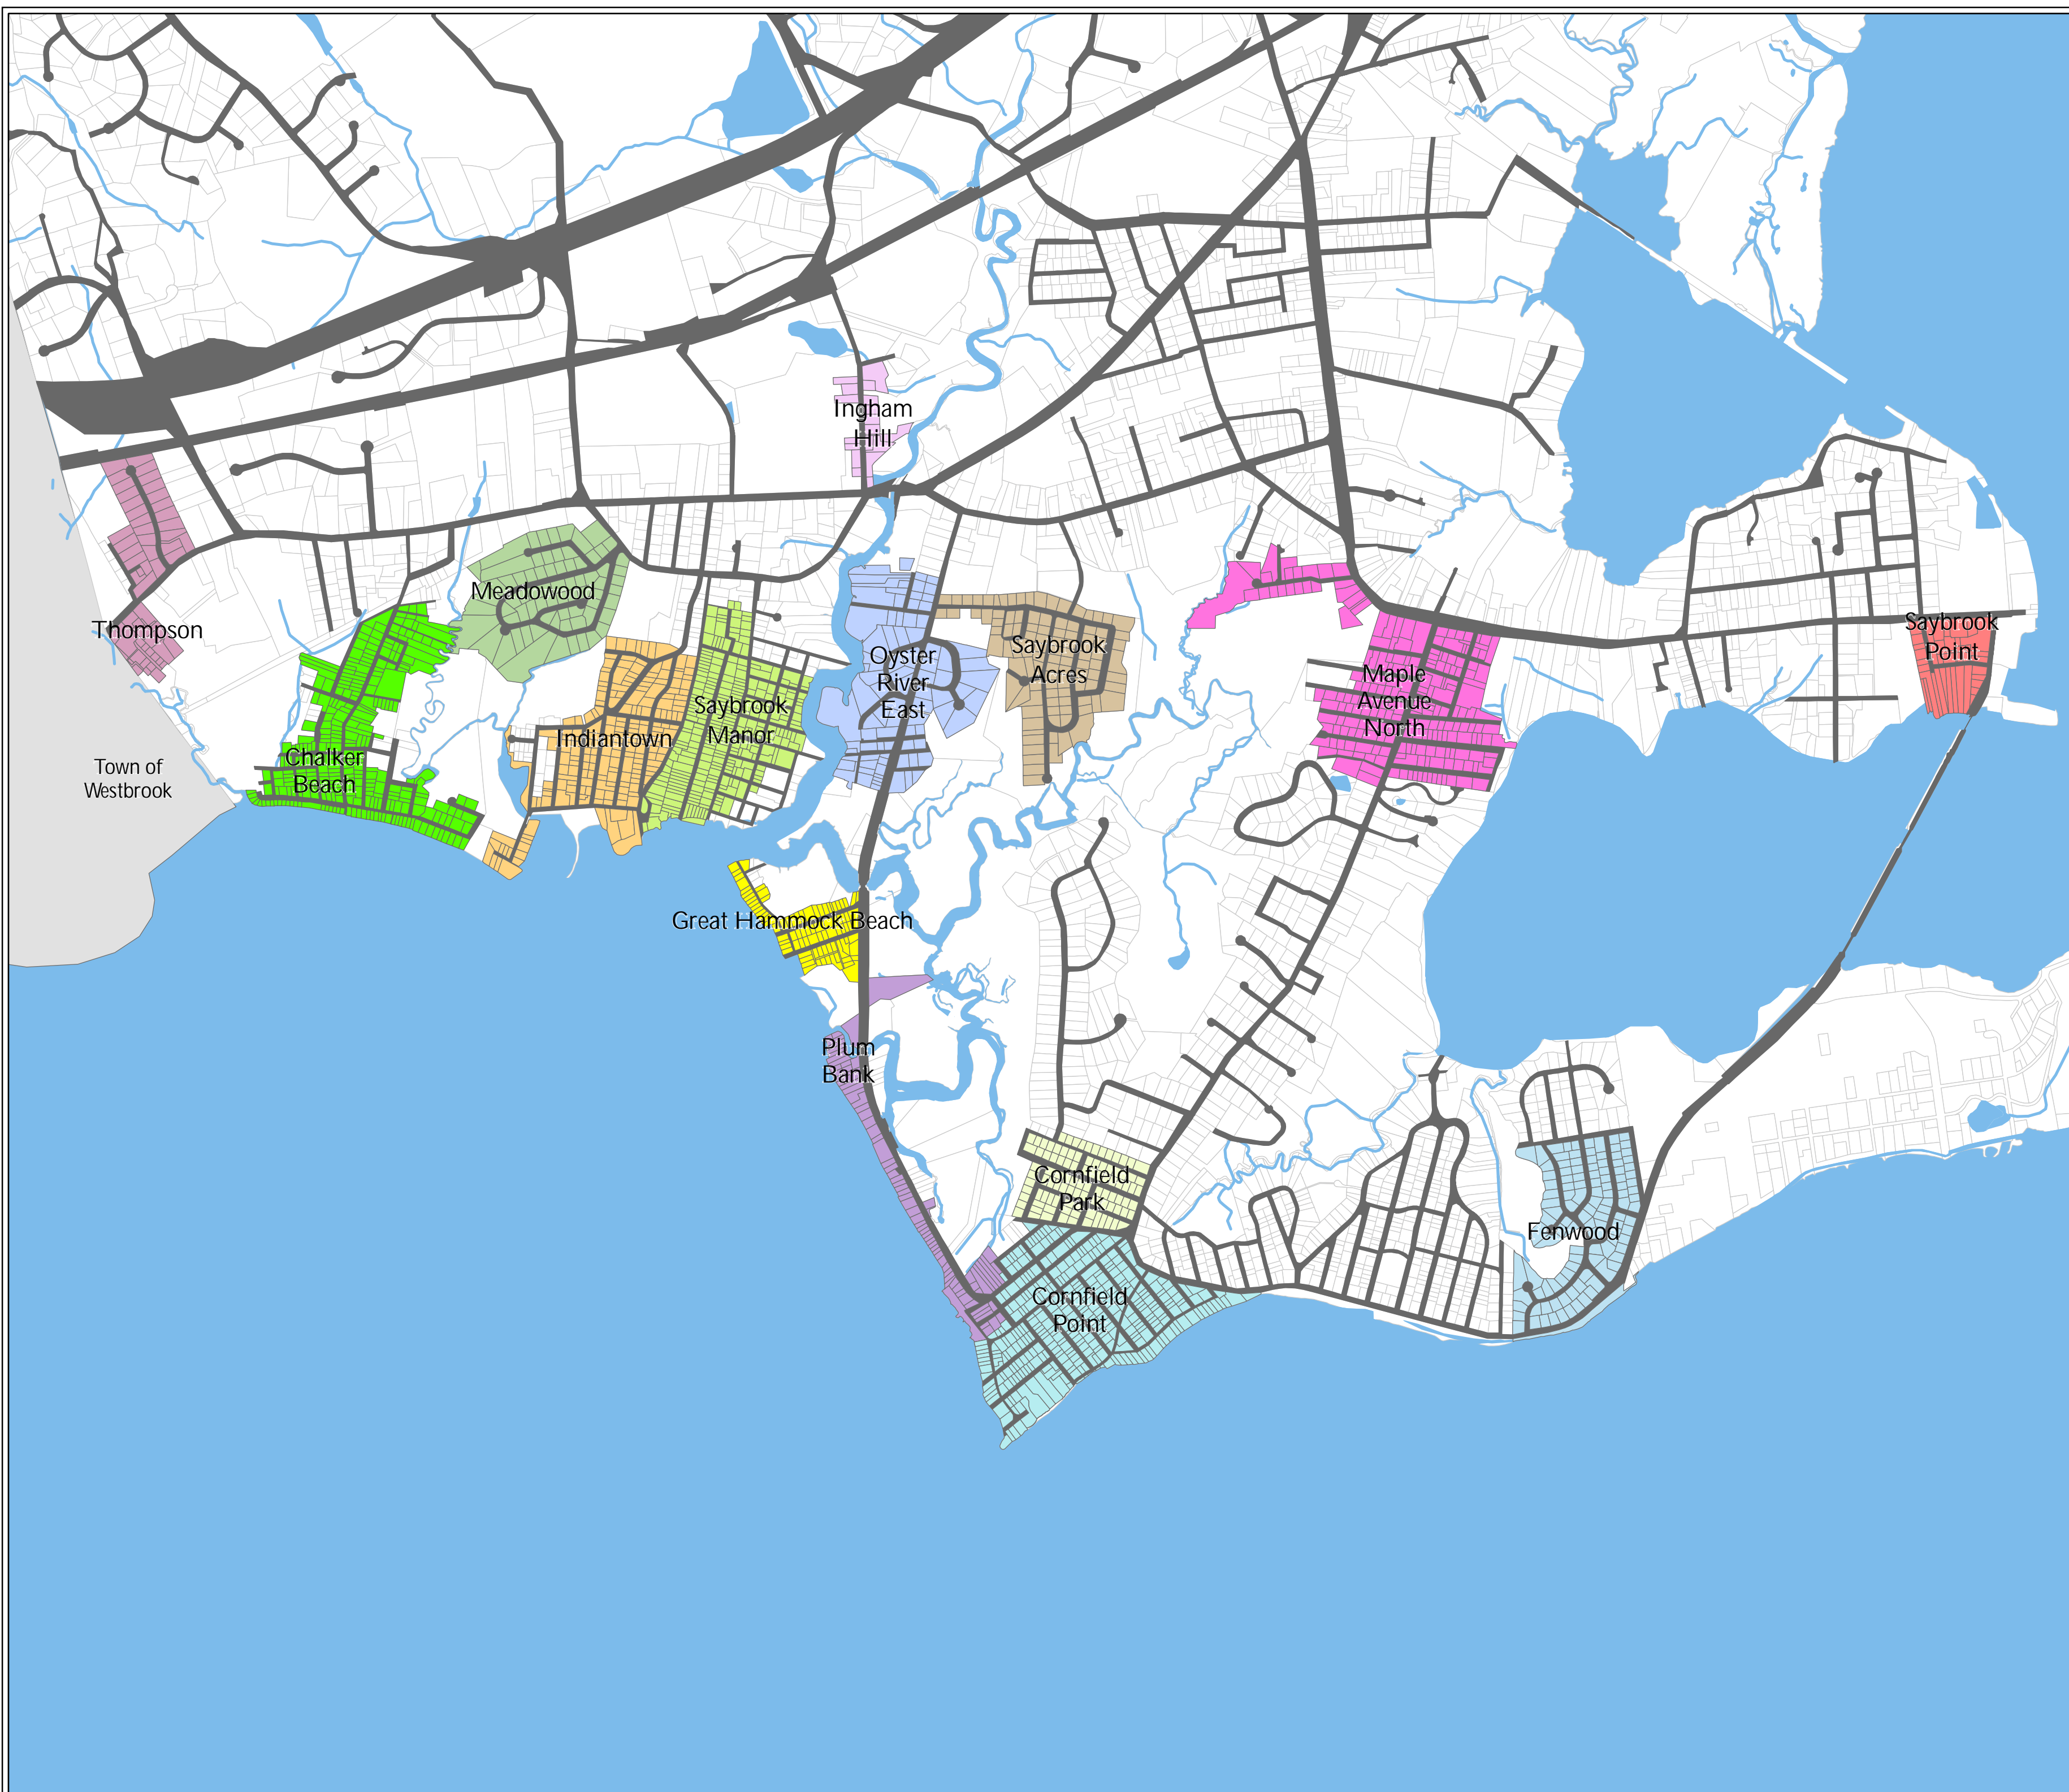 Ingham
Hill
Meadowood
Thompson
Saybrook
Point
Saybrook
Acres
Oyster
River
East
Maple
Avenue
North
Saybrook
Manor
Indiantown
Chalker
Beach
Town of
Westbrook
Great Hammock Beach
Plum
Bank
Cornfield
Park
Fenwood
Cornfield
Point